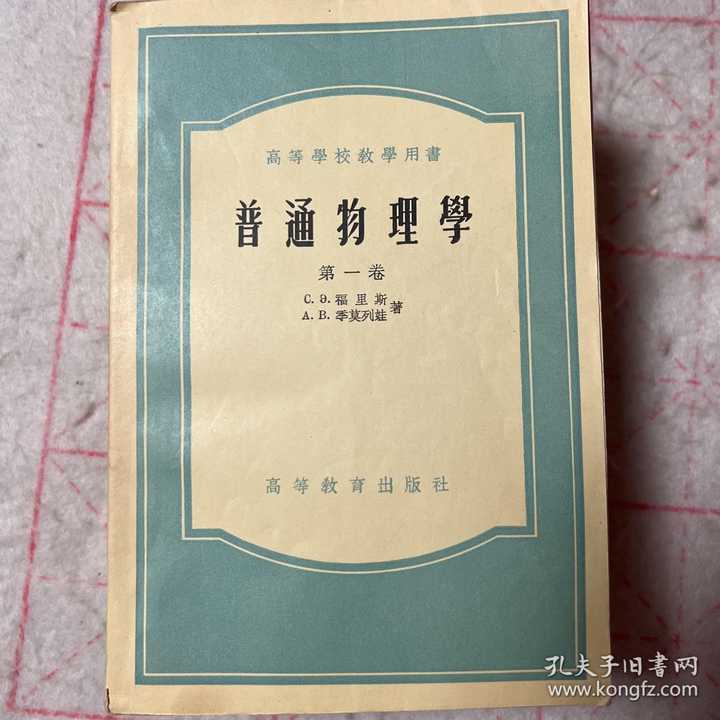 高等學校教學用書
普通物理學
第一卷
С. Э. 福里斯
А. В. 季莫列娃 著
高等教育出版社
孔夫子旧書网
www.kongfz.com